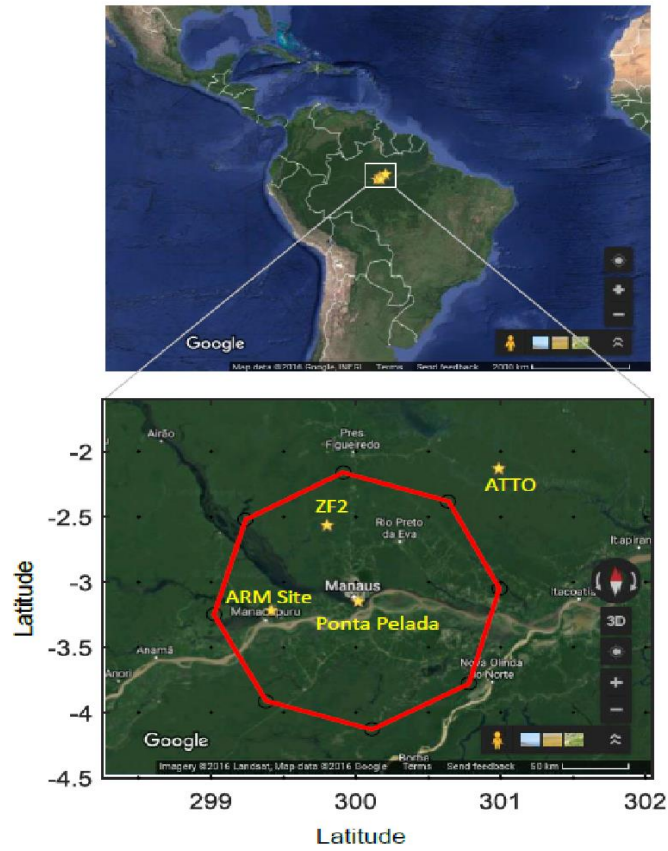 Google
Map data ©2016 Google, INEGI Terms Send feedback 2000 km
-2
-2.5
-3
-3.5
-4
-4.5
Latitude
Airão
Pres.
Figueiredo
ATTO
ZF2
Rio Preto
da Eva
Itapiran
Manaus
ARM Site
Itacoatia
Manacapuru
Ponta Pelada
3D
Anamã
Nova Olinda
do Norte
Anori
Google
Borba
Imagery ©2016 Landsat, Map data ©2016 Google Terms Send feedback 50 km
299
300
301
302
Latitude